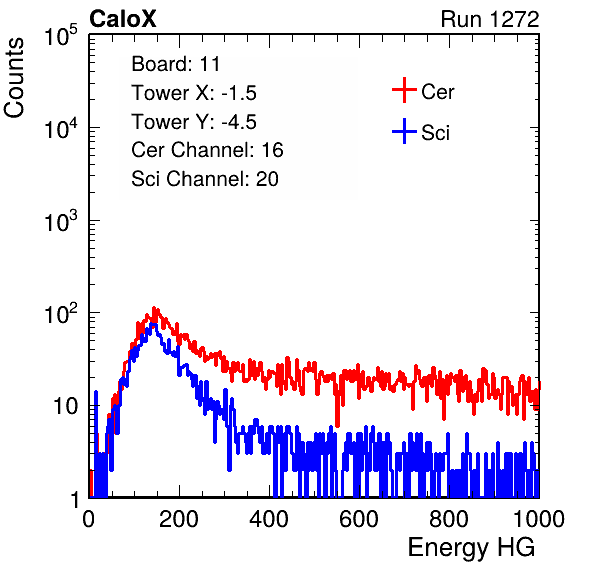 CaloX Run 1272
Counts
Board: 11
Tower X: -1.5
Tower Y: -4.5
Cer Channel: 16
Sci Channel: 20
Cer
Sci
10^5
10^4
10^3
10^2
10
1
0 200 400 600 800 1000
Energy HG